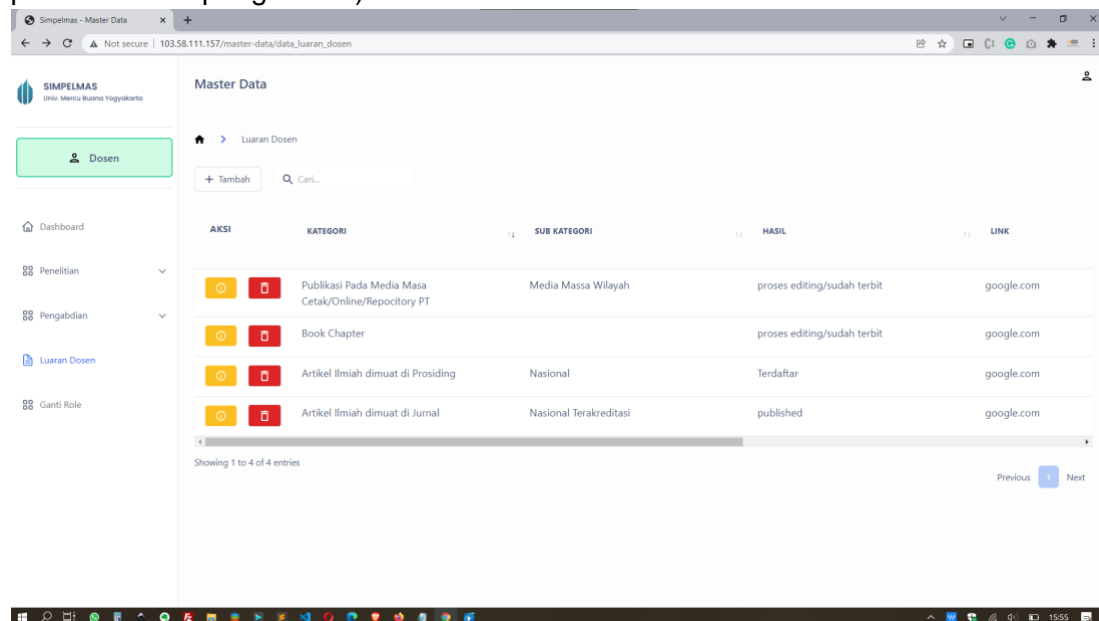 Simpelmas - Master Data
Not secure | 103.58.111.157/master-data/data_luaran_dosen
SIMPELMAS
Univ. Mercu Buana Yogyakarta
Master Data
Dosen
Luaran Dosen
+ Tambah
Cari...
Dashboard
Penelitian
Pengabdian
Luaran Dosen
Ganti Role
AKSI KATEGORI SUB KATEGORI HASIL LINK
Publikasi Pada Media Masa Cetak/Online/Repocitory PT Media Massa Wilayah proses editing/sudah terbit google.com
Book Chapter proses editing/sudah terbit google.com
Artikel Ilmiah dimuat di Prosiding Nasional Terdaftar google.com
Artikel Ilmiah dimuat di Jurnal Nasional Terakreditasi published google.com
Showing 1 to 4 of 4 entries
Previous 1 Next
15:55